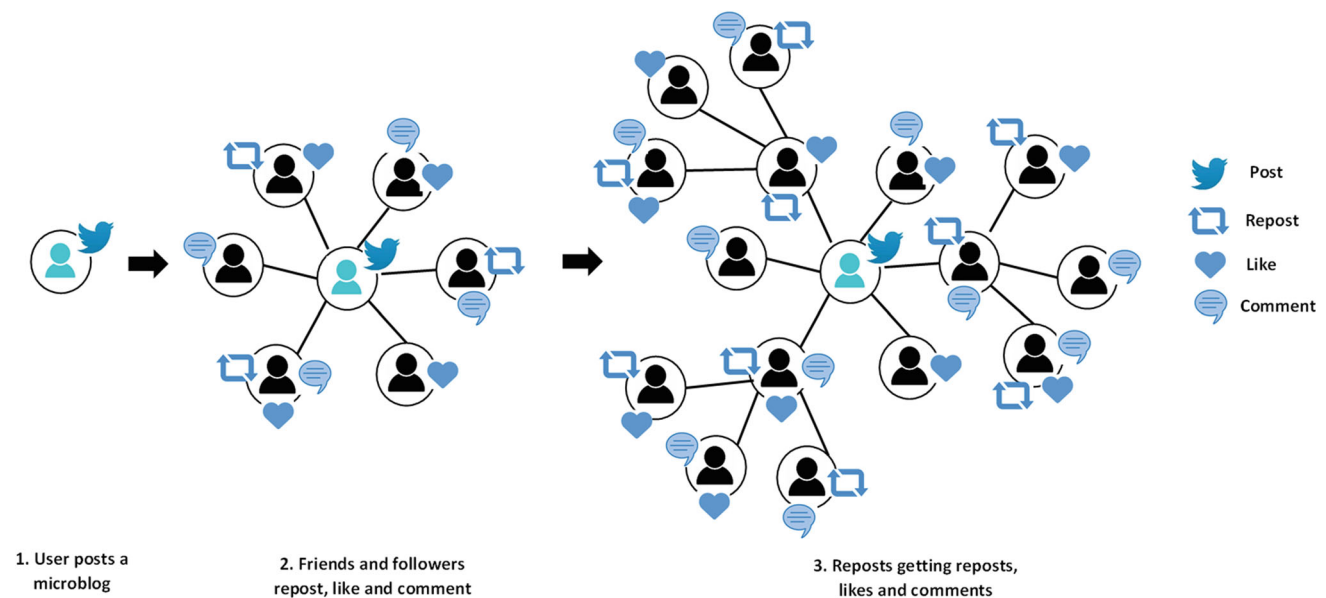 Post
Repost
Like
Comment
1. User posts a
microblog
2. Friends and followers
repost, like and comment
3. Reposts getting reposts,
likes and comments